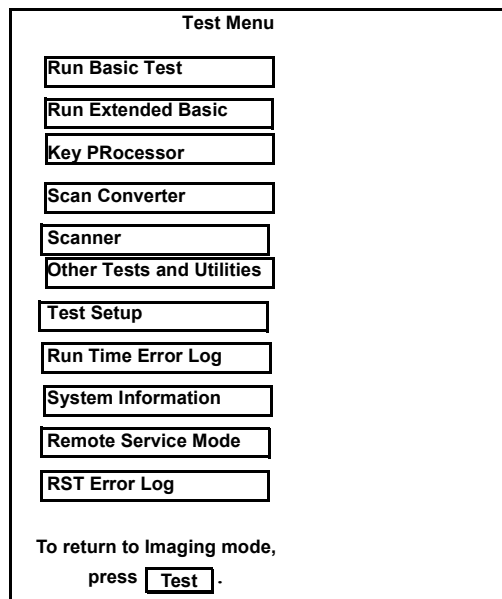 Test Menu
Run Basic Test
Run Extended Basic
Key PRocessor
Scan Converter
Scanner
Other Tests and Utilities
Test Setup
Run Time Error Log
System Information
Remote Service Mode
RST Error Log
To return to Imaging mode,
press Test .